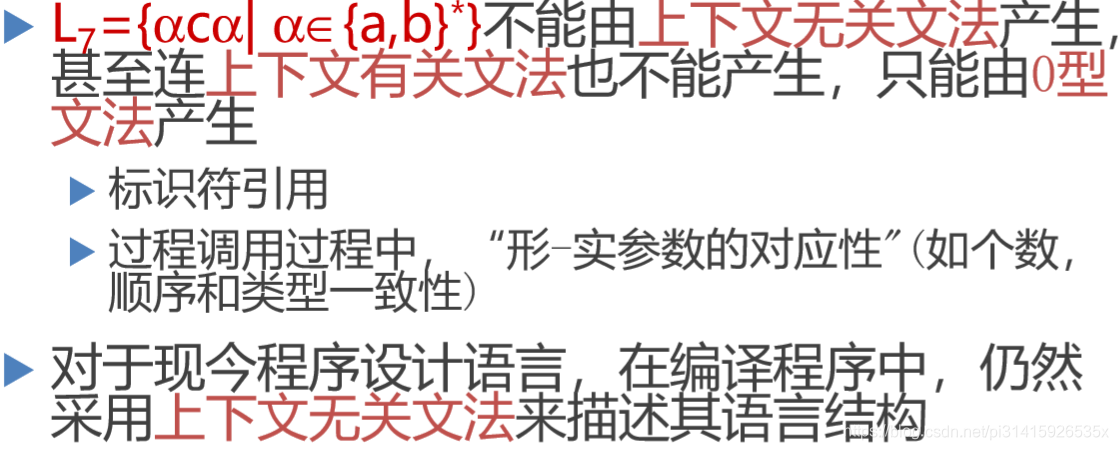 L₇={αcα| α∈{a,b}*}不能由上下文无关文法产生,
甚至连上下文有关文法也不能产生，只能由0型
文法产生
标识符引用
过程调用过程中，“形-实参数的对应性”(如个数，
顺序和类型一致性)
对于现今程序设计语言，在编译程序中，仍然
采用上下文无关文法来描述其语言结构
https://blog.csdn.net/pi31415926535x